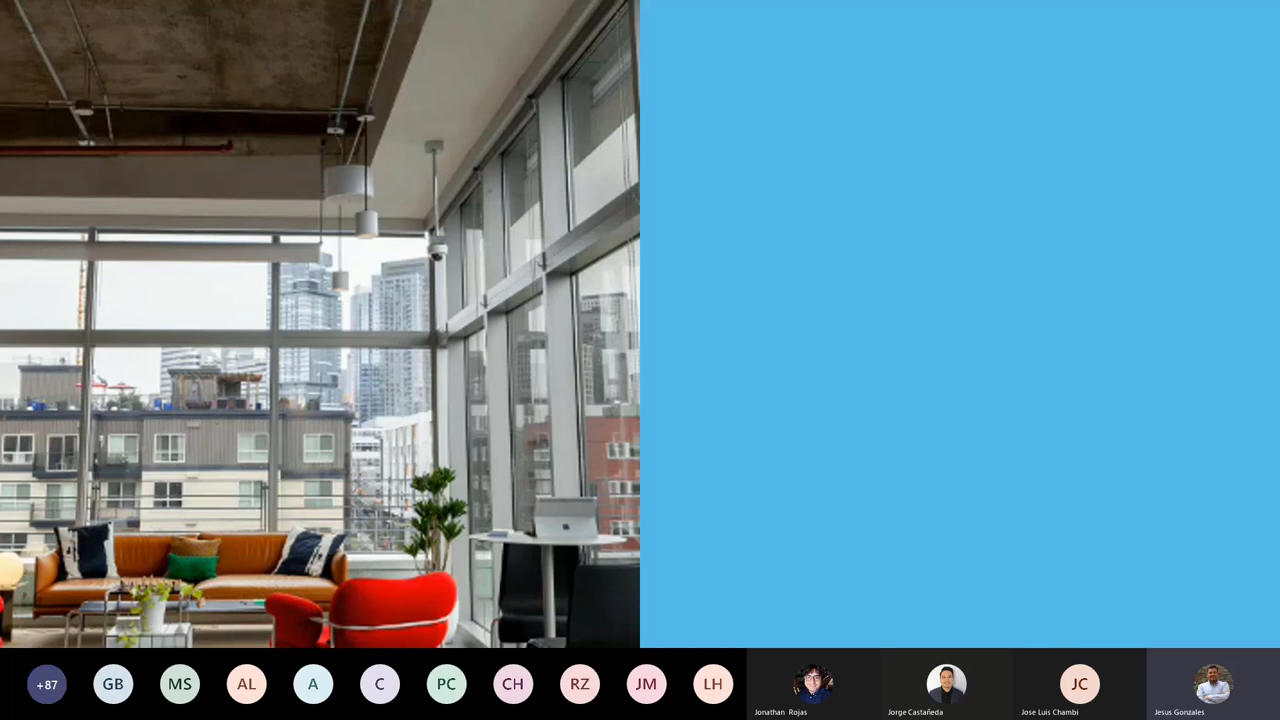 +87
GB
MS
AL
A
C
PC
CH
RZ
JM
LH
JC
Jonathan Rojas
Jorge Castañeda
Jose Luis Chambi
Jesus Gonzales